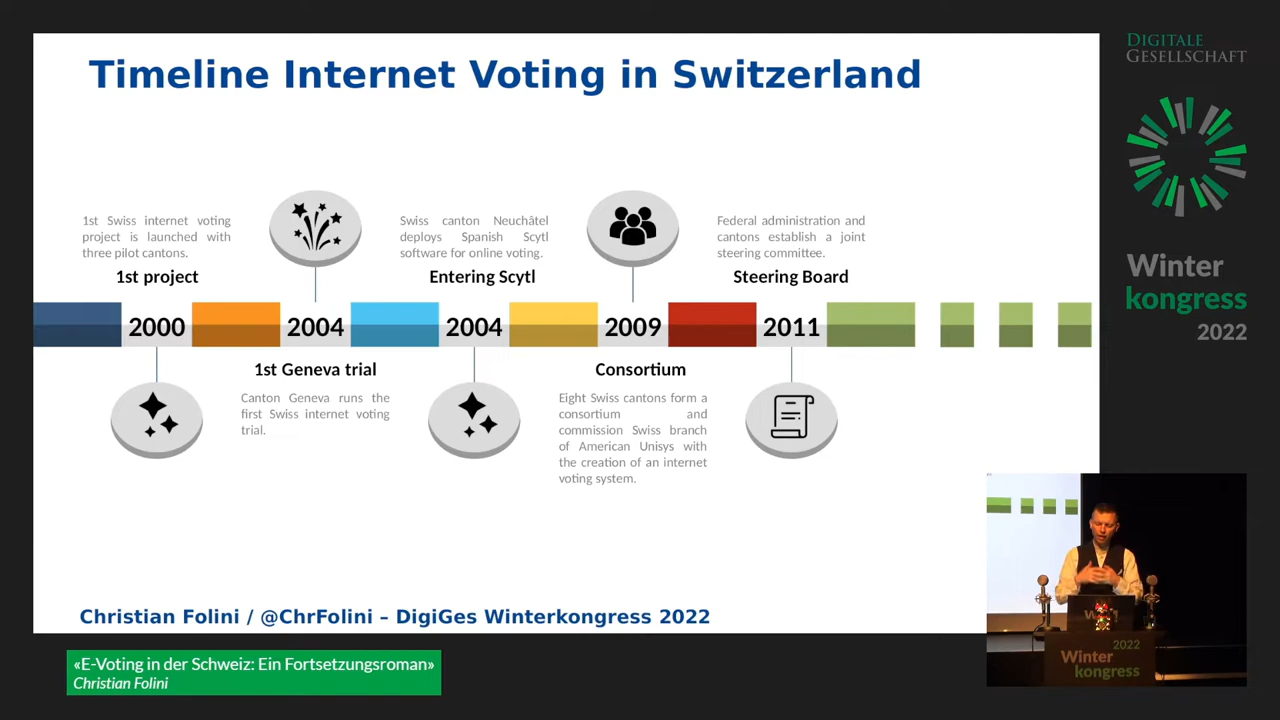 Timeline Internet Voting in Switzerland
1st Swiss internet voting
project is launched with
three pilot cantons.
1st project
2000
2004
1st Geneva trial
Canton Geneva runs the
first Swiss internet voting
trial.
Swiss canton Neuchâtel
deploys Spanish Scytl
software for online voting.
Entering Scytl
2004
2009
Consortium
Eight Swiss cantons form a
consortium and
commission Swiss branch
of American Unisys with
the creation of an internet
voting system.
Federal administration and
cantons establish a joint
steering committee.
Steering Board
2011
Christian Folini / @ChrFolini – DigiGes Winterkongress 2022
«E-Voting in der Schweiz: Ein Fortsetzungsroman»
Christian Folini
DIGITALE
GESELLSCHAFT
Winter
kongress
2022
2022
Winter
kongress